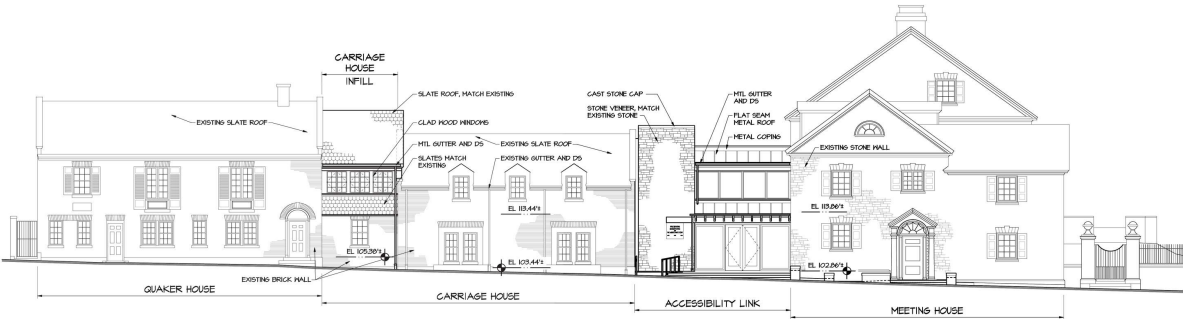 CARRIAGE
HOUSE
INFILL
SLATE ROOF, MATCH EXISTING
EXISTING SLATE ROOF
CLAD WOOD WINDOWS
MTL GUTTER AND DS
EXISTING SLATE ROOF
SLATES MATCH
EXISTING
EXISTING GUTTER AND DS
CAST STONE CAP
STONE VENEER, MATCH
EXISTING STONE
MTL GUTTER
AND DS
FLAT SEAM
METAL ROOF
METAL COPING
EXISTING STONE WALL
EL 113.44'±
EL 113.86'±
EL 105.38'±
EL 103.44'±
EL 102.86'±
EXISTING BRICK WALL
QUAKER HOUSE
CARRIAGE HOUSE
ACCESSIBILITY LINK
MEETING HOUSE